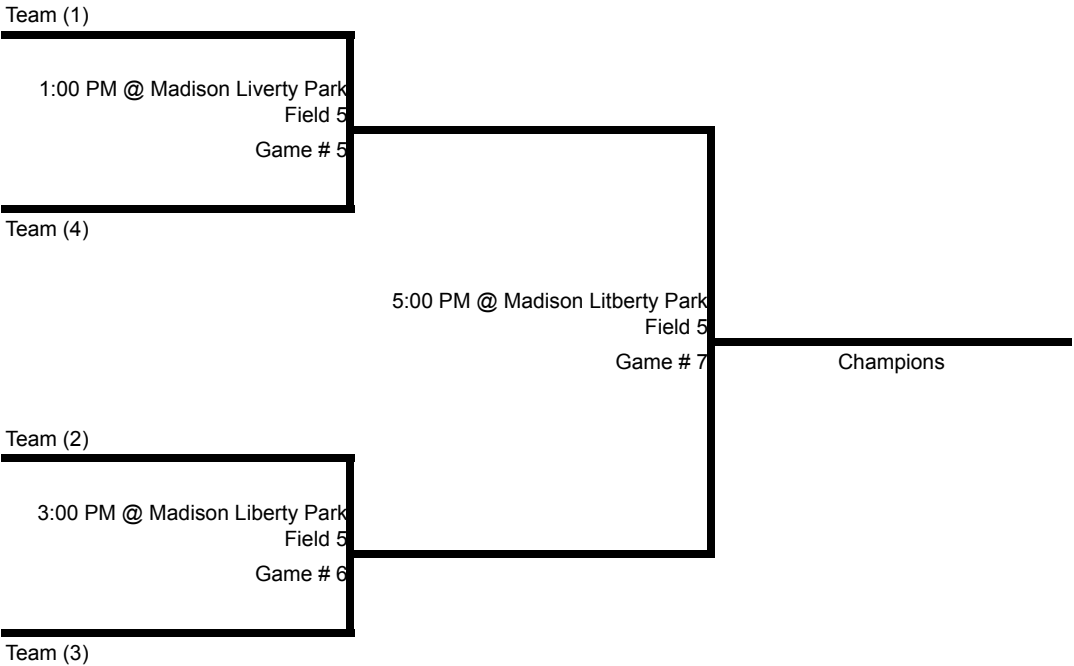 Team (1)
1:00 PM @ Madison Liverty Park
Field 5
Game # 5
Team (4)
5:00 PM @ Madison Litberty Park
Field 5
Game # 7
Champions
Team (2)
3:00 PM @ Madison Liberty Park
Field 5
Game # 6
Team (3)